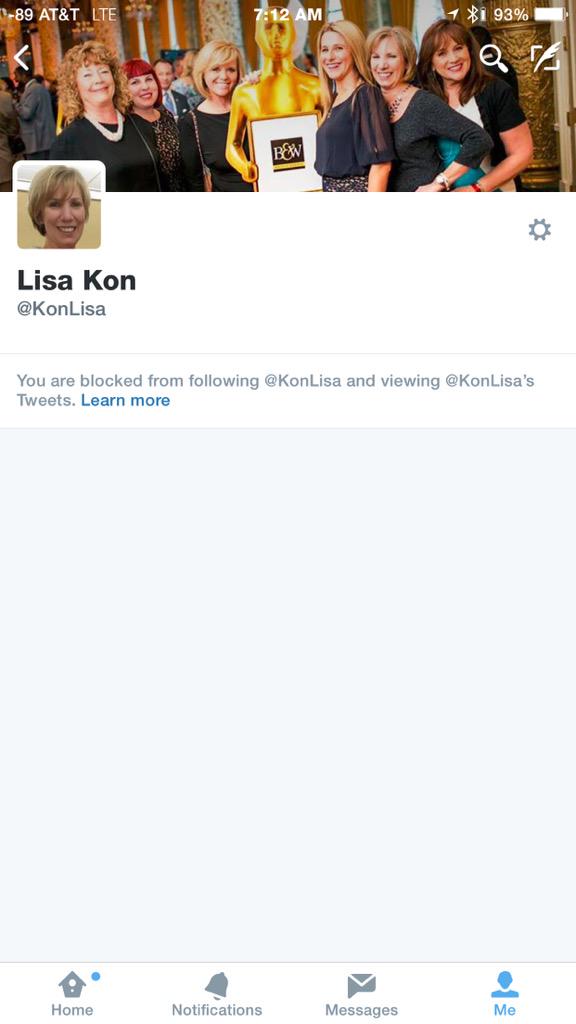 -89 AT&T LTE 7:12 AM 93%
B&W
Lisa Kon
@KonLisa
You are blocked from following @KonLisa and viewing @KonLisa's
Tweets. Learn more
Home Notifications Messages Me